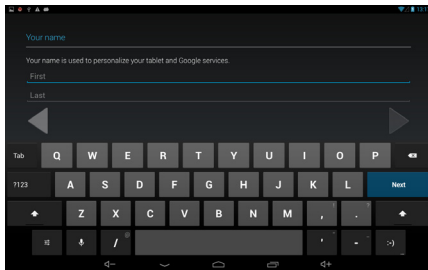 Your name
Your name is used to personalize your tablet and Google services.
First
Last
Tab Q W E R T Y U I O P
?123 A S D F G H J K L Next
Z X C V B N M , ! . ?
/ @ ' " - _ :-)